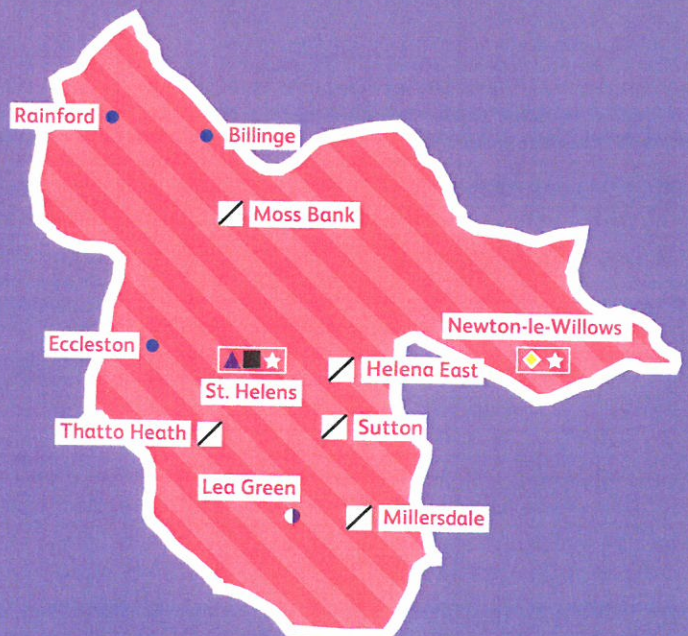 Rainford
Billinge
Moss Bank
Newton-le-Willows
Eccleston
Helena East
St. Helens
Thatto Heath
Sutton
Lea Green
Millersdale